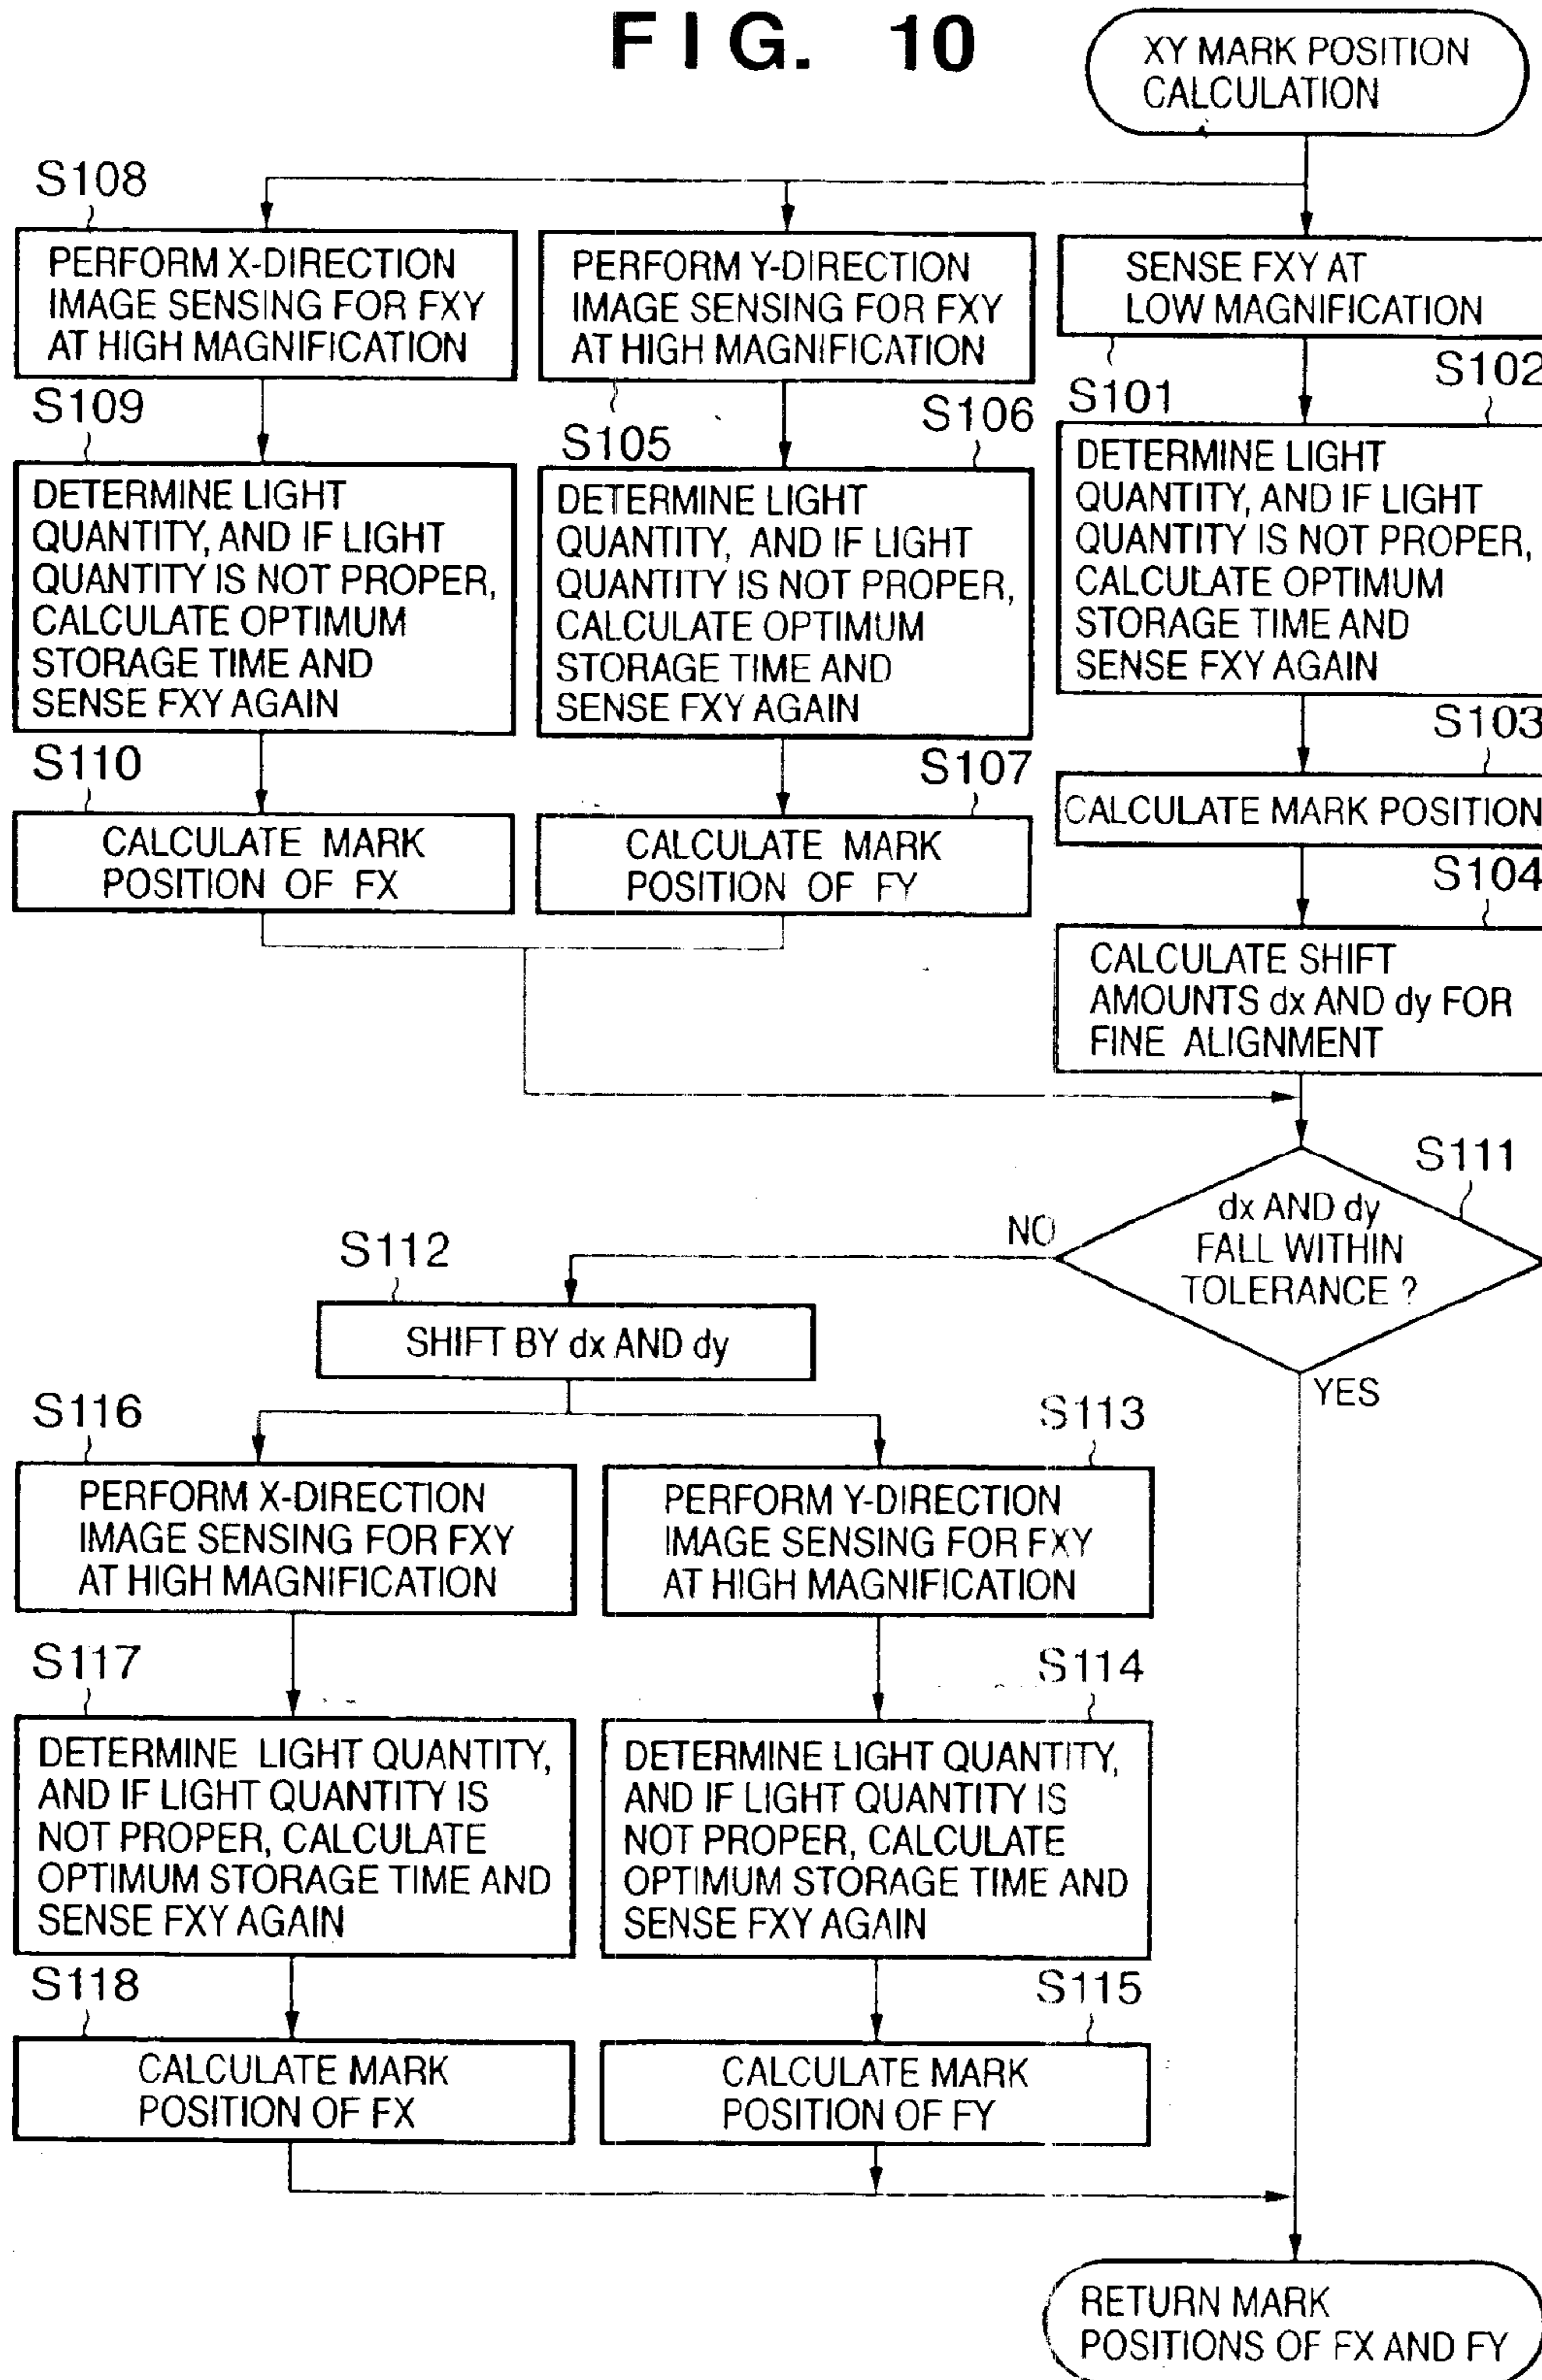 FIG. 10
XY MARK POSITION
CALCULATION
S108
PERFORM X-DIRECTION
IMAGE SENSING FOR FXY
AT HIGH MAGNIFICATION
PERFORM Y-DIRECTION
IMAGE SENSING FOR FXY
AT HIGH MAGNIFICATION
SENSE FXY AT
LOW MAGNIFICATION
S109
S105
S106
S101
S102
DETERMINE LIGHT
QUANTITY, AND IF LIGHT
QUANTITY IS NOT PROPER,
CALCULATE OPTIMUM
STORAGE TIME AND
SENSE FXY AGAIN
DETERMINE LIGHT
QUANTITY, AND IF LIGHT
QUANTITY IS NOT PROPER,
CALCULATE OPTIMUM
STORAGE TIME AND
SENSE FXY AGAIN
DETERMINE LIGHT
QUANTITY, AND IF LIGHT
QUANTITY IS NOT PROPER,
CALCULATE OPTIMUM
STORAGE TIME AND
SENSE FXY AGAIN
S110
S107
S103
CALCULATE MARK
POSITION OF FX
CALCULATE MARK
POSITION OF FY
CALCULATE MARK POSITION
S104
CALCULATE SHIFT
AMOUNTS dx AND dy FOR
FINE ALIGNMENT
S111
dx AND dy
FALL WITHIN
TOLERANCE ?
NO
YES
S112
SHIFT BY dx AND dy
S116
S113
PERFORM X-DIRECTION
IMAGE SENSING FOR FXY
AT HIGH MAGNIFICATION
PERFORM Y-DIRECTION
IMAGE SENSING FOR FXY
AT HIGH MAGNIFICATION
S117
S114
DETERMINE LIGHT QUANTITY,
AND IF LIGHT QUANTITY IS
NOT PROPER, CALCULATE
OPTIMUM STORAGE TIME AND
SENSE FXY AGAIN
DETERMINE LIGHT QUANTITY,
AND IF LIGHT QUANTITY IS
NOT PROPER, CALCULATE
OPTIMUM STORAGE TIME AND
SENSE FXY AGAIN
S118
S115
CALCULATE MARK
POSITION OF FX
CALCULATE MARK
POSITION OF FY
RETURN MARK
POSITIONS OF FX AND FY